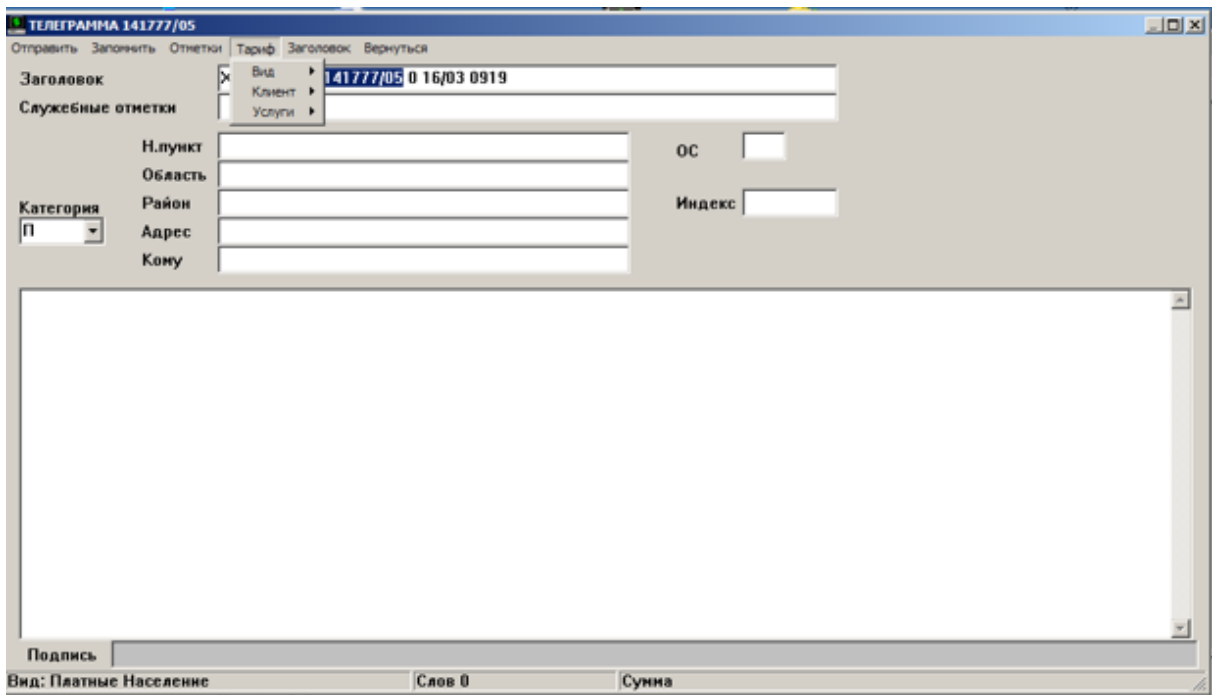 ТЕЛЕГРАММА 141777/05
Отправить Запомнить Отметки Тариф Заголовок Вернуться
Заголовок 141777/05 0 16/03 0919
Вид
Клиент
Услуги
Служебные отметки
Н.пункт
ОС
Область
Категория
Район
Индекс
П
Адрес
Кому
Подпись
Вид: Платные Население Слов 0 Сумма